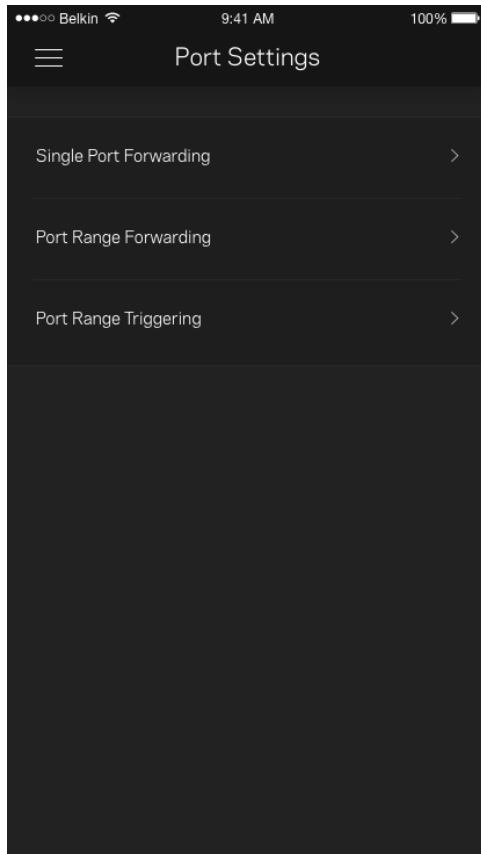 Belkin 9:41 AM 100%
Port Settings
Single Port Forwarding
Port Range Forwarding
Port Range Triggering